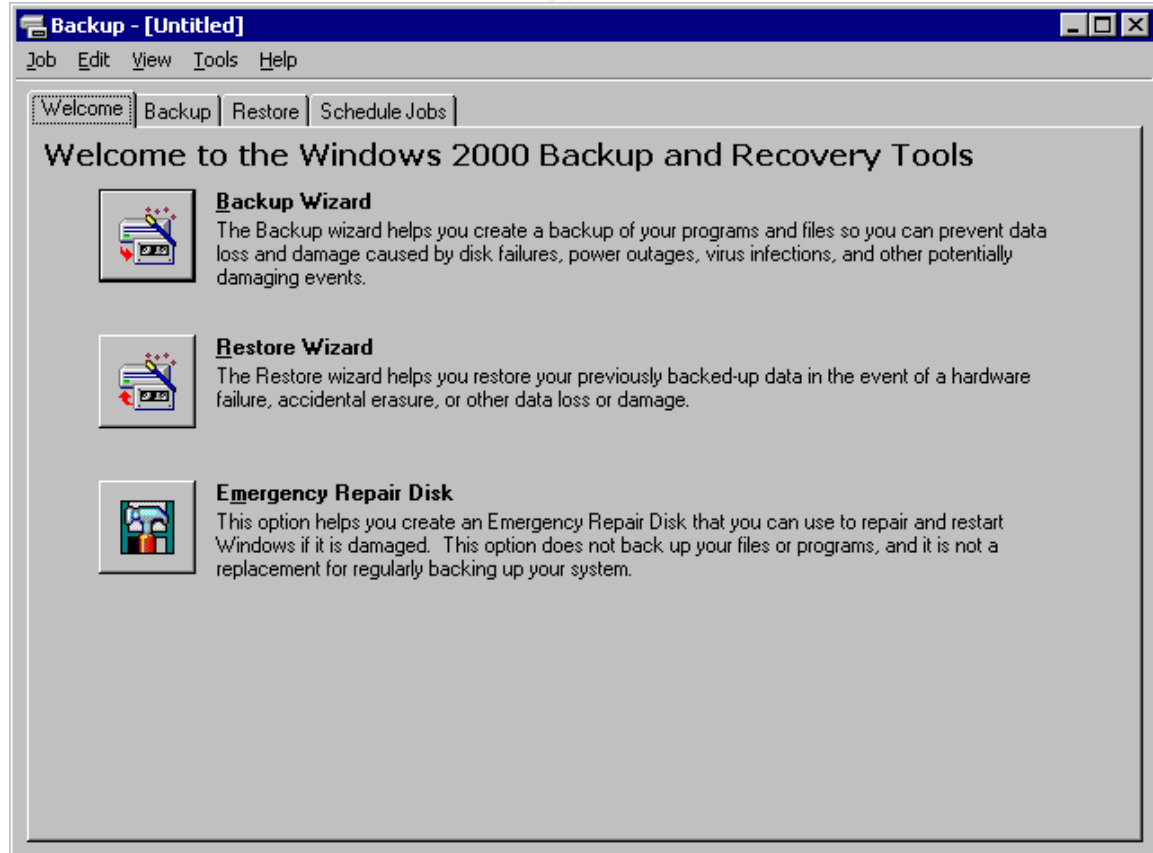 Backup - [Untitled]
Job Edit View Tools Help
Welcome Backup Restore Schedule Jobs
Welcome to the Windows 2000 Backup and Recovery Tools
Backup Wizard
The Backup wizard helps you create a backup of your programs and files so you can prevent data
loss and damage caused by disk failures, power outages, virus infections, and other potentially
damaging events.
Restore Wizard
The Restore wizard helps you restore your previously backed-up data in the event of a hardware
failure, accidental erasure, or other data loss or damage.
Emergency Repair Disk
This option helps you create an Emergency Repair Disk that you can use to repair and restart
Windows if it is damaged.  This option does not back up your files or programs, and it is not a
replacement for regularly backing up your system.